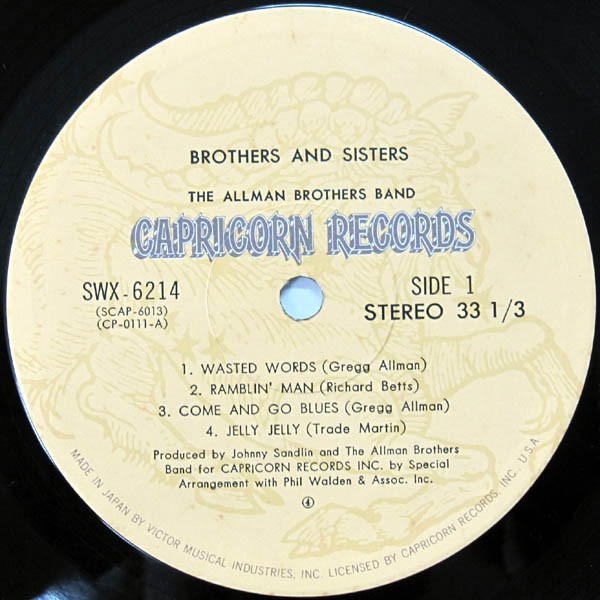 BROTHERS AND SISTERS
THE ALLMAN BROTHERS BAND
CAPRICORN RECORDS
SWX-6214
(SCAP-6013)
(CP-0111-A)
SIDE 1
STEREO 33 1/3
1. WASTED WORDS (Gregg Allman)
2. RAMBLIN' MAN (Richard Betts)
3. COME AND GO BLUES (Gregg Allman)
4. JELLY JELLY (Trade Martin)
Produced by Johnny Sandlin and The Allman Brothers
Band for CAPRICORN RECORDS INC. by Special
Arrangement with Phil Walden & Assoc. Inc.
④
MADE IN JAPAN BY VICTOR MUSICAL INDUSTRIES, INC. LICENSED BY CAPRICORN RECORDS, INC., U.S.A